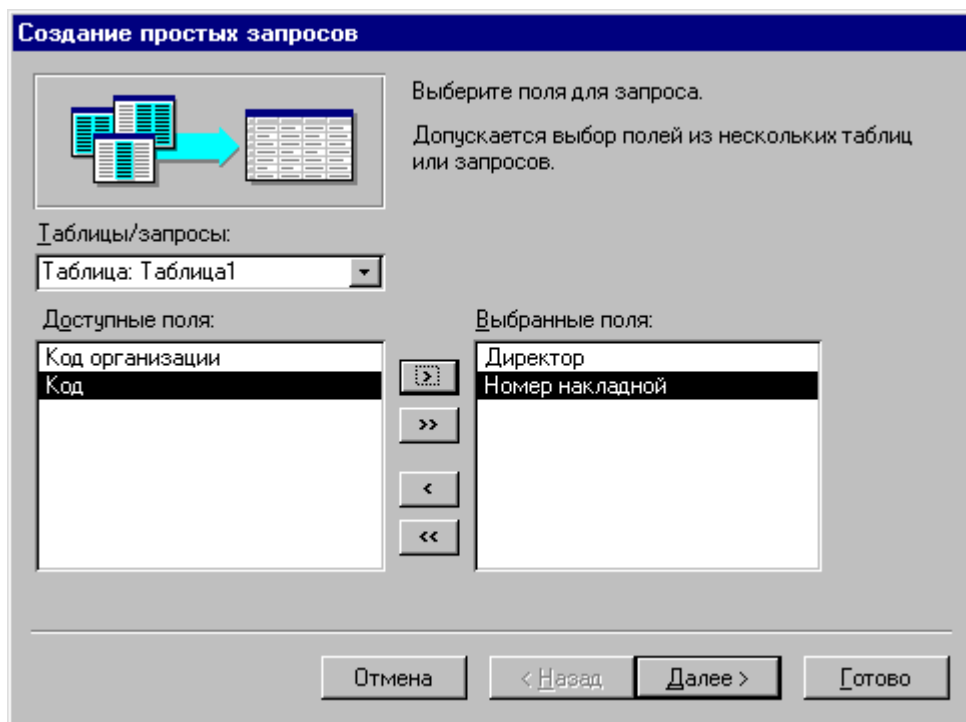 Создание простых запросов
Выберите поля для запроса.
Допускается выбор полей из нескольких таблиц
или запросов.
Таблицы/запросы:
Таблица: Таблица1
Доступные поля:
Выбранные поля:
Код организации
Код
Директор
Номер накладной
>
>>
<
<<
Отмена
< Назад
Далее >
Готово